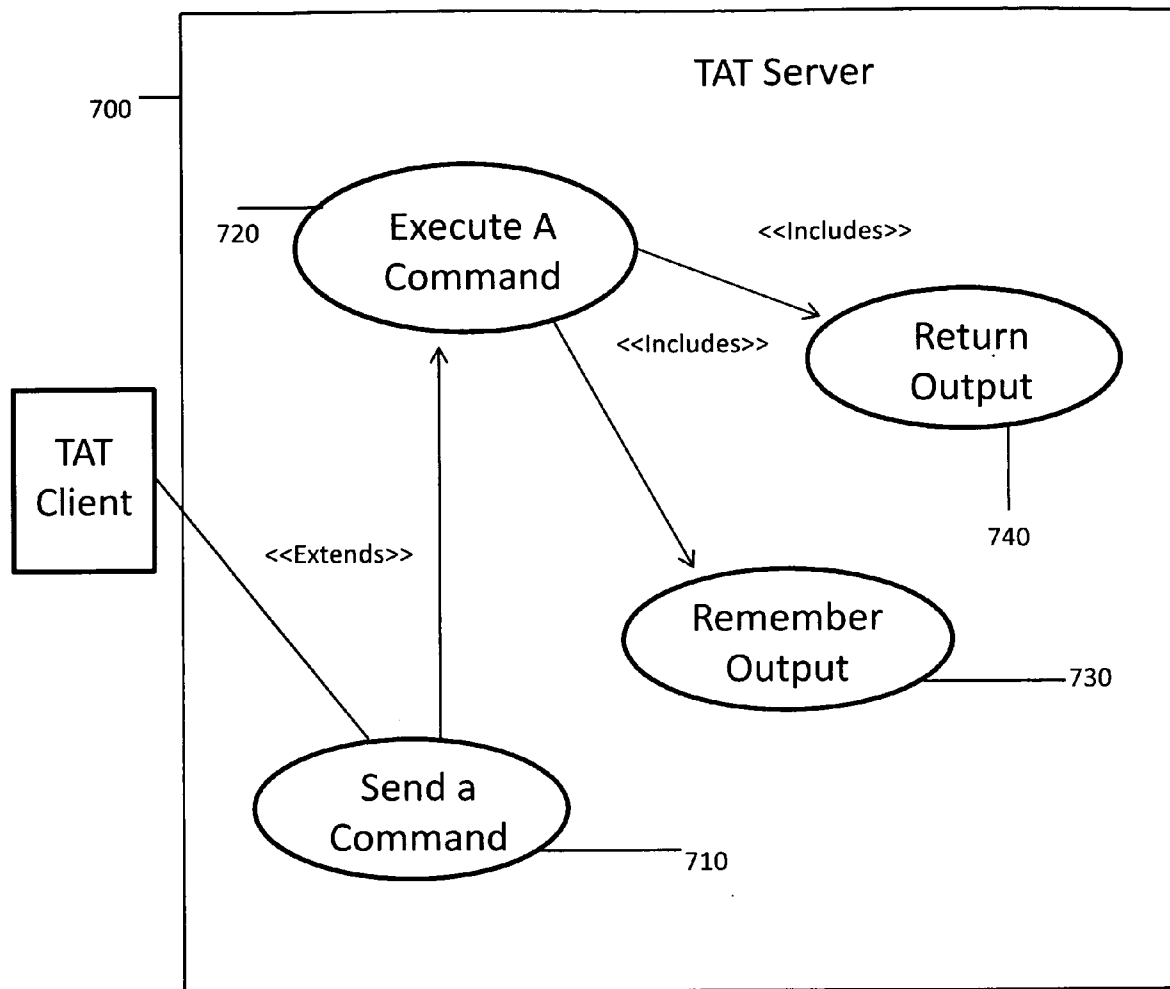 TAT Server
700
720
Execute A
Command
<<Includes>>
<<Includes>>
Return
Output
740
TAT
Client
<<Extends>>
Remember
Output
730
Send a
Command
710